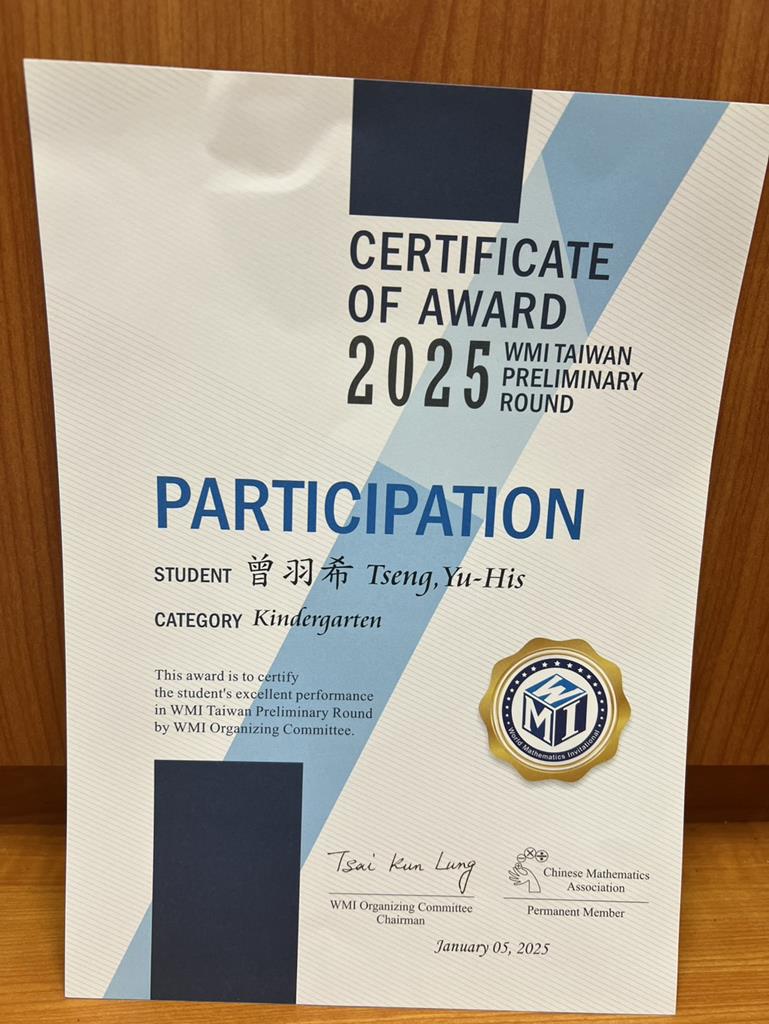 CERTIFICATE
OF AWARD
2025 WMI TAIWAN
PRELIMINARY
ROUND
PARTICIPATION
STUDENT 曾羽希 Tseng,Yu-His
CATEGORY Kindergarten
This award is to certify
the student's excellent performance
in WMI Taiwan Preliminary Round
by WMI Organizing Committee.
WMI
World Mathematics Invitational
Tsai Kun Lung
WMI Organizing Committee
Chairman
Chinese Mathematics
Association
Permanent Member
January 05, 2025